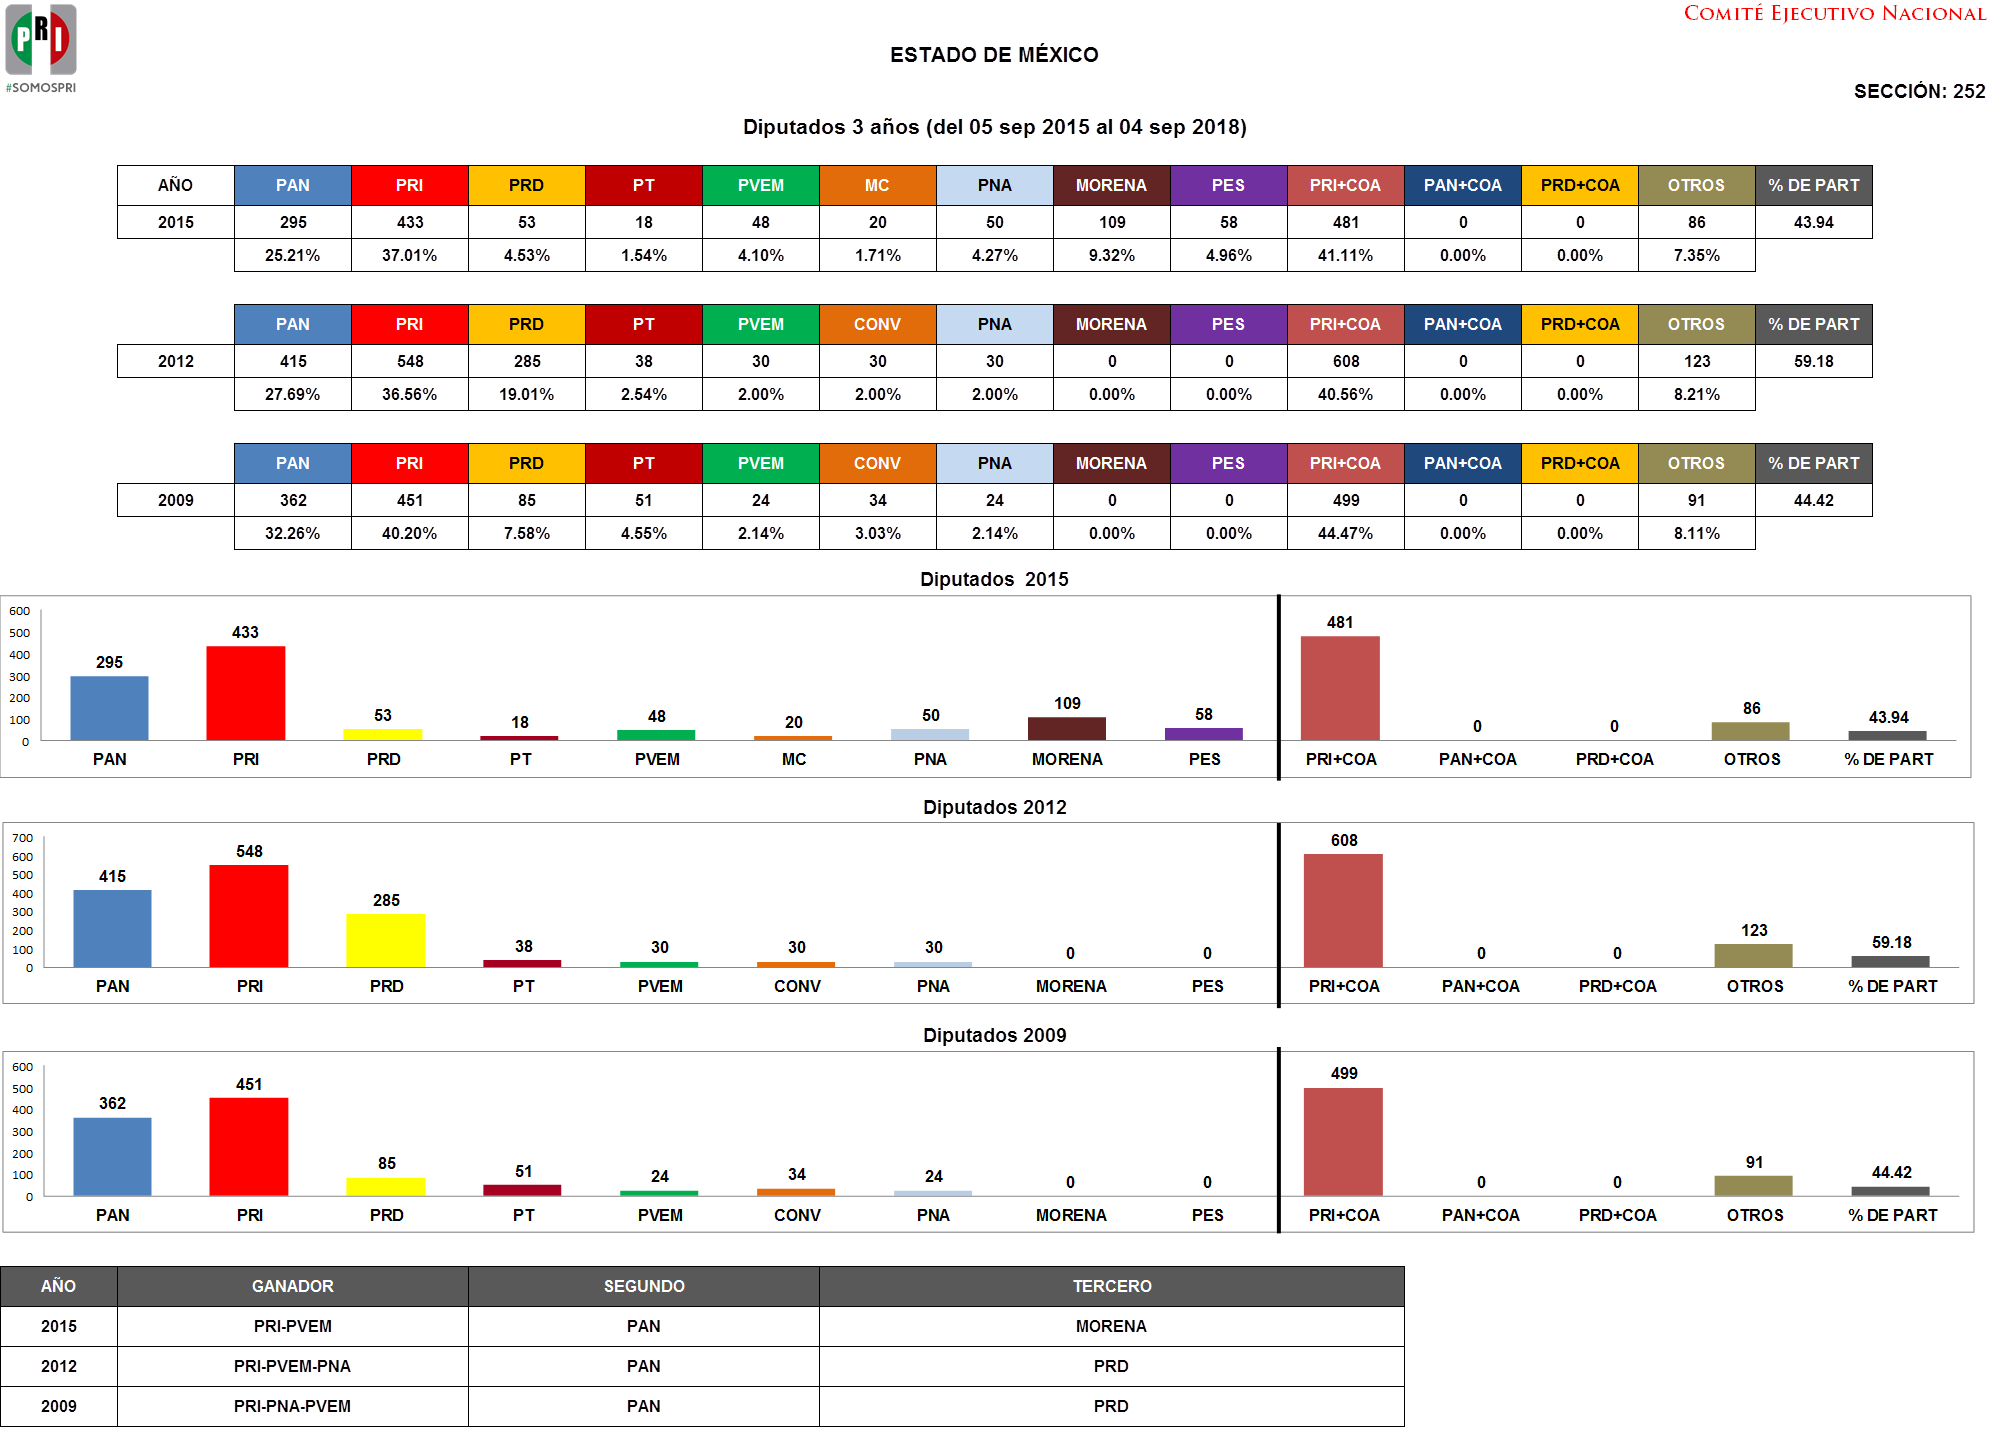 PRI
#SOMOSPRI
COMITÉ EJECUTIVO NACIONAL
ESTADO DE MÉXICO
SECCIÓN: 252
Diputados 3 años (del 05 sep 2015 al 04 sep 2018)
AÑO PAN PRI PRD PT PVEM MC PNA MORENA PES PRI+COA PAN+COA PRD+COA OTROS % DE PART
2015 295 433 53 18 48 20 50 109 58 481 0 0 86 43.94
25.21% 37.01% 4.53% 1.54% 4.10% 1.71% 4.27% 9.32% 4.96% 41.11% 0.00% 0.00% 7.35%
PAN PRI PRD PT PVEM CONV PNA MORENA PES PRI+COA PAN+COA PRD+COA OTROS % DE PART
2012 415 548 285 38 30 30 30 0 0 608 0 0 123 59.18
27.69% 36.56% 19.01% 2.54% 2.00% 2.00% 2.00% 0.00% 0.00% 40.56% 0.00% 0.00% 8.21%
PAN PRI PRD PT PVEM CONV PNA MORENA PES PRI+COA PAN+COA PRD+COA OTROS % DE PART
2009 362 451 85 51 24 34 24 0 0 499 0 0 91 44.42
32.26% 40.20% 7.58% 4.55% 2.14% 3.03% 2.14% 0.00% 0.00% 44.47% 0.00% 0.00% 8.11%
Diputados 2015
600
500
400
300
200
100
0
295 433 53 18 48 20 50 109 58 481 0 0 86 43.94
PAN PRI PRD PT PVEM MC PNA MORENA PES PRI+COA PAN+COA PRD+COA OTROS % DE PART
Diputados 2012
700
600
500
400
300
200
100
0
415 548 285 38 30 30 30 0 0 608 0 0 123 59.18
PAN PRI PRD PT PVEM CONV PNA MORENA PES PRI+COA PAN+COA PRD+COA OTROS % DE PART
Diputados 2009
600
500
400
300
200
100
0
362 451 85 51 24 34 24 0 0 499 0 0 91 44.42
PAN PRI PRD PT PVEM CONV PNA MORENA PES PRI+COA PAN+COA PRD+COA OTROS % DE PART
AÑO GANADOR SEGUNDO TERCERO
2015 PRI-PVEM PAN MORENA
2012 PRI-PVEM-PNA PAN PRD
2009 PRI-PNA-PVEM PAN PRD